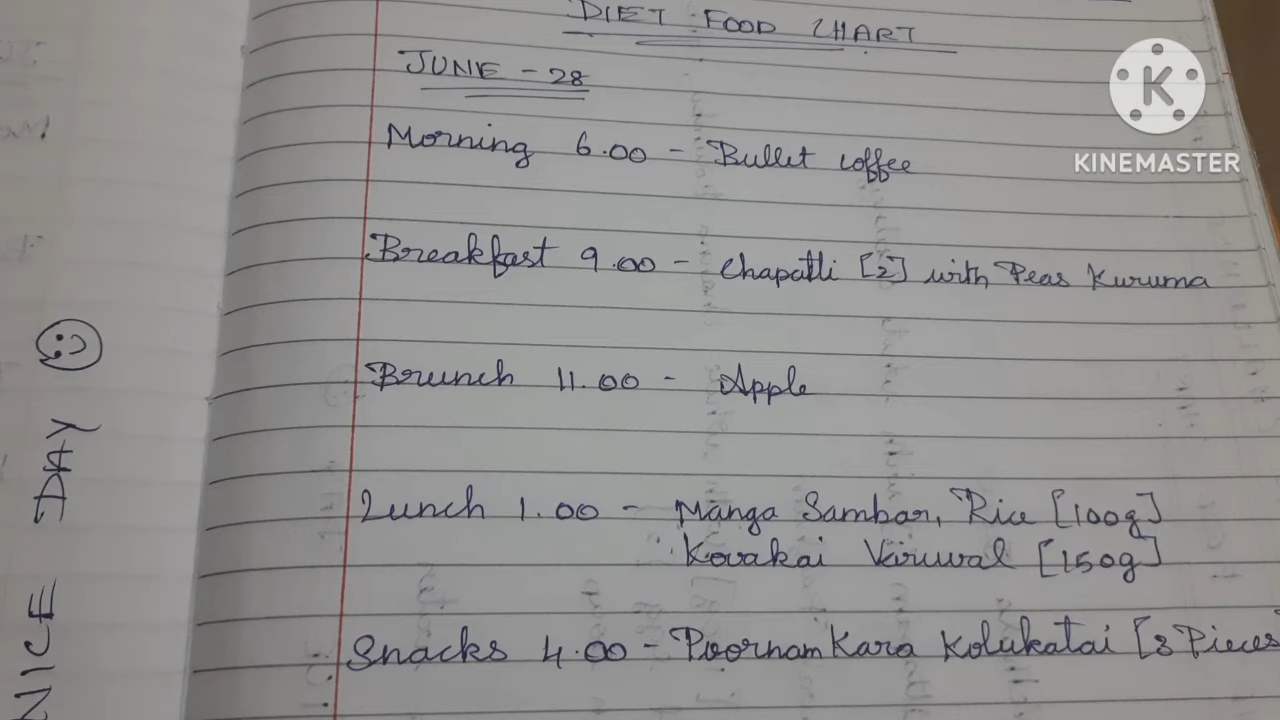 DIET FOOD CHART
JUNE - 28
Morning 6.00 - Bullet coffee
Breakfast 9.00 - Chapatti [2] with Peas Kuruma
Brunch 11.00 - Apple
Lunch 1.00 - Manga Sambar, Rice [100g]
Kovakai Varuval [150g]
Snacks 4.00 - Poornam Kara Kolukatai [3 Pieces
NICE DAY
K
KINEMASTER